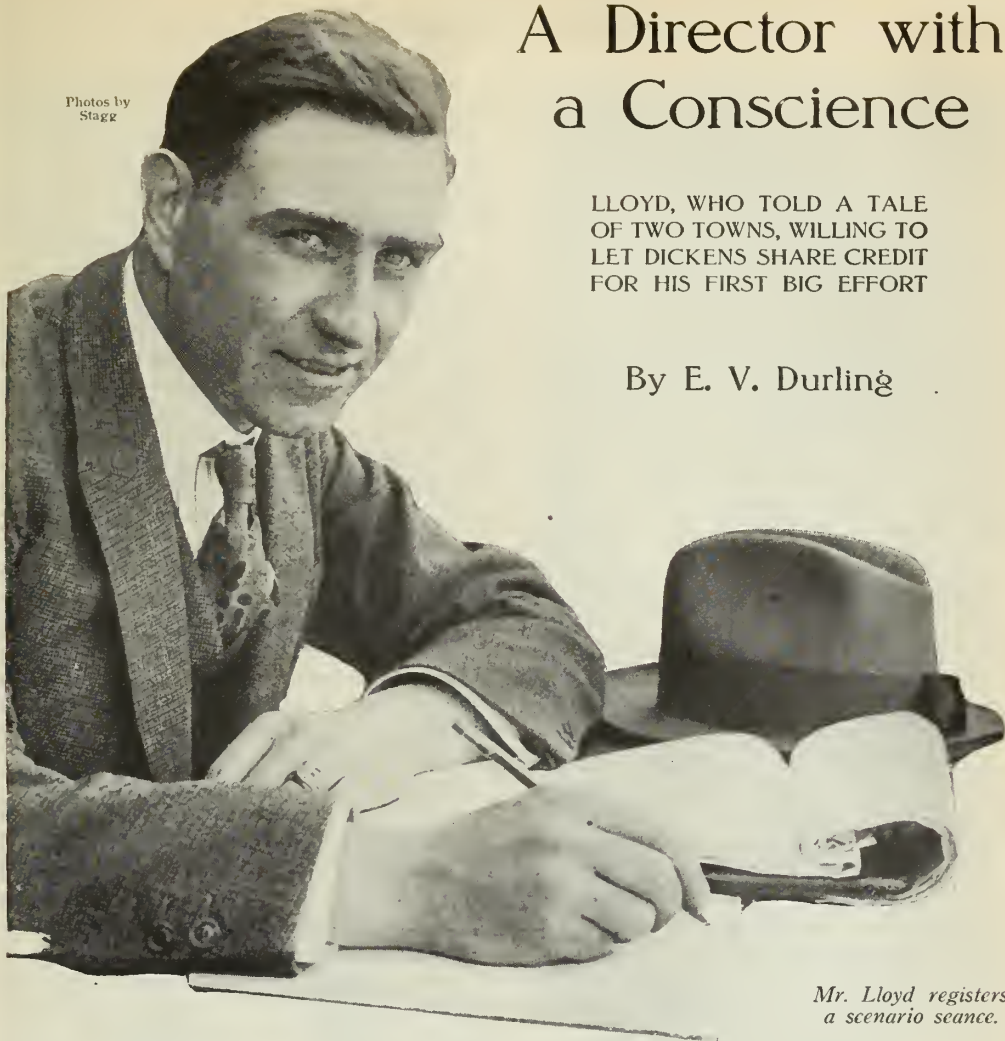 A Director with
a Conscience
Photos by
Stagg
LLOYD, WHO TOLD A TALE
OF TWO TOWNS, WILLING TO
LET DICKENS SHARE CREDIT
FOR HIS FIRST BIG EFFORT
By E. V. Durling
Mr. Lloyd registers
a scenario seance.